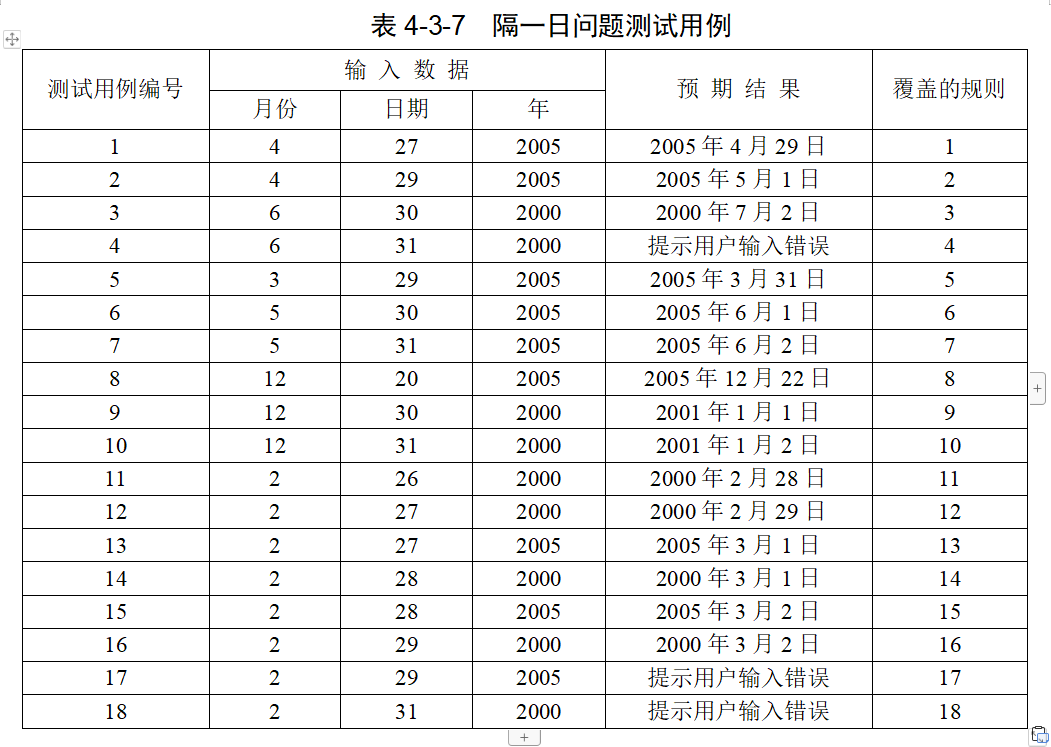 表 4-3-7 隔一日问题测试用例
测试用例编号 输 入 数 据 预 期 结 果 覆盖的规则
月份 日期 年
1 4 27 2005 2005 年 4 月 29 日 1
2 4 29 2005 2005 年 5 月 1 日 2
3 6 30 2000 2000 年 7 月 2 日 3
4 6 31 2000 提示用户输入错误 4
5 3 29 2005 2005 年 3 月 31 日 5
6 5 30 2005 2005 年 6 月 1 日 6
7 5 31 2005 2005 年 6 月 2 日 7
8 12 20 2005 2005 年 12 月 22 日 8
9 12 30 2000 2001 年 1 月 1 日 9
10 12 31 2000 2001 年 1 月 2 日 10
11 2 26 2000 2000 年 2 月 28 日 11
12 2 27 2000 2000 年 2 月 29 日 12
13 2 27 2005 2005 年 3 月 1 日 13
14 2 28 2000 2000 年 3 月 1 日 14
15 2 28 2005 2005 年 3 月 2 日 15
16 2 29 2000 2000 年 3 月 2 日 16
17 2 29 2005 提示用户输入错误 17
18 2 31 2000 提示用户输入错误 18